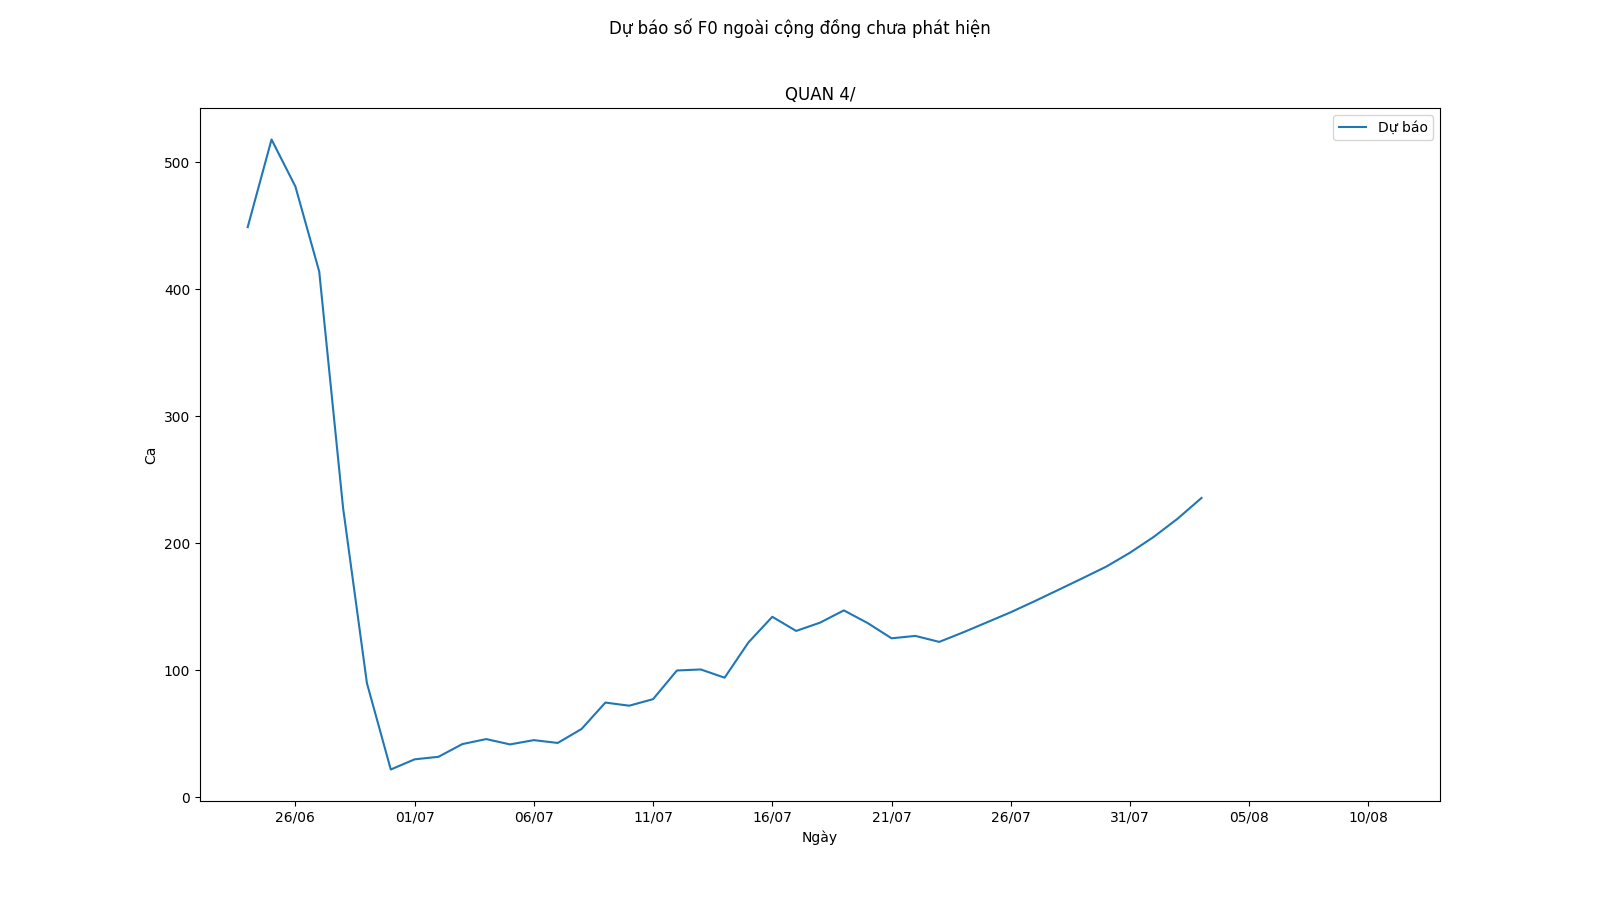 Dự báo số F0 ngoài cộng đồng chưa phát hiện
QUAN 4/
Dự báo
500
400
300
200
100
0
Ca
26/06 01/07 06/07 11/07 16/07 21/07 26/07 31/07 05/08 10/08
Ngày